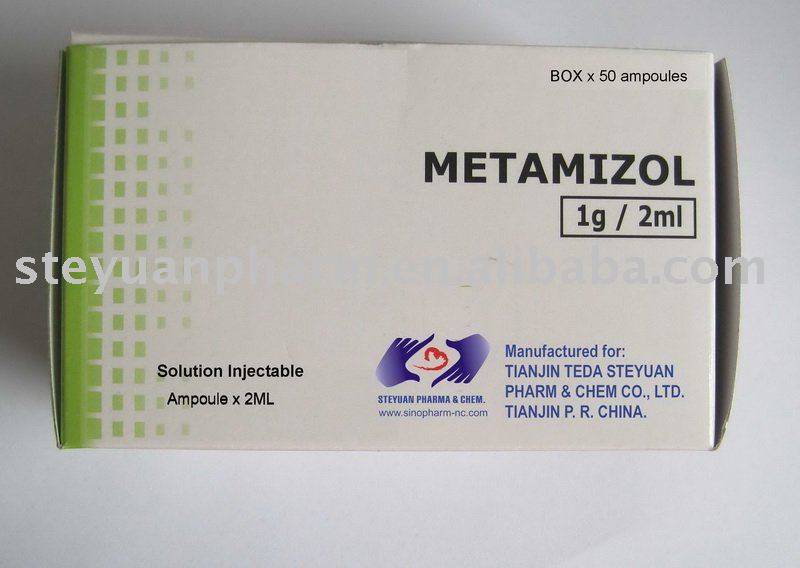 BOX x 50 ampoules
METAMIZOL
1g / 2ml
steyuanpharm.en.alibaba.com
Solution Injectable
Ampoule x 2ML
STEYUAN PHARMA & CHEM.
www.sinopharm-nc.com
Manufactured for:
TIANJIN TEDA STEYUAN
PHARM & CHEM CO., LTD.
TIANJIN P. R. CHINA.